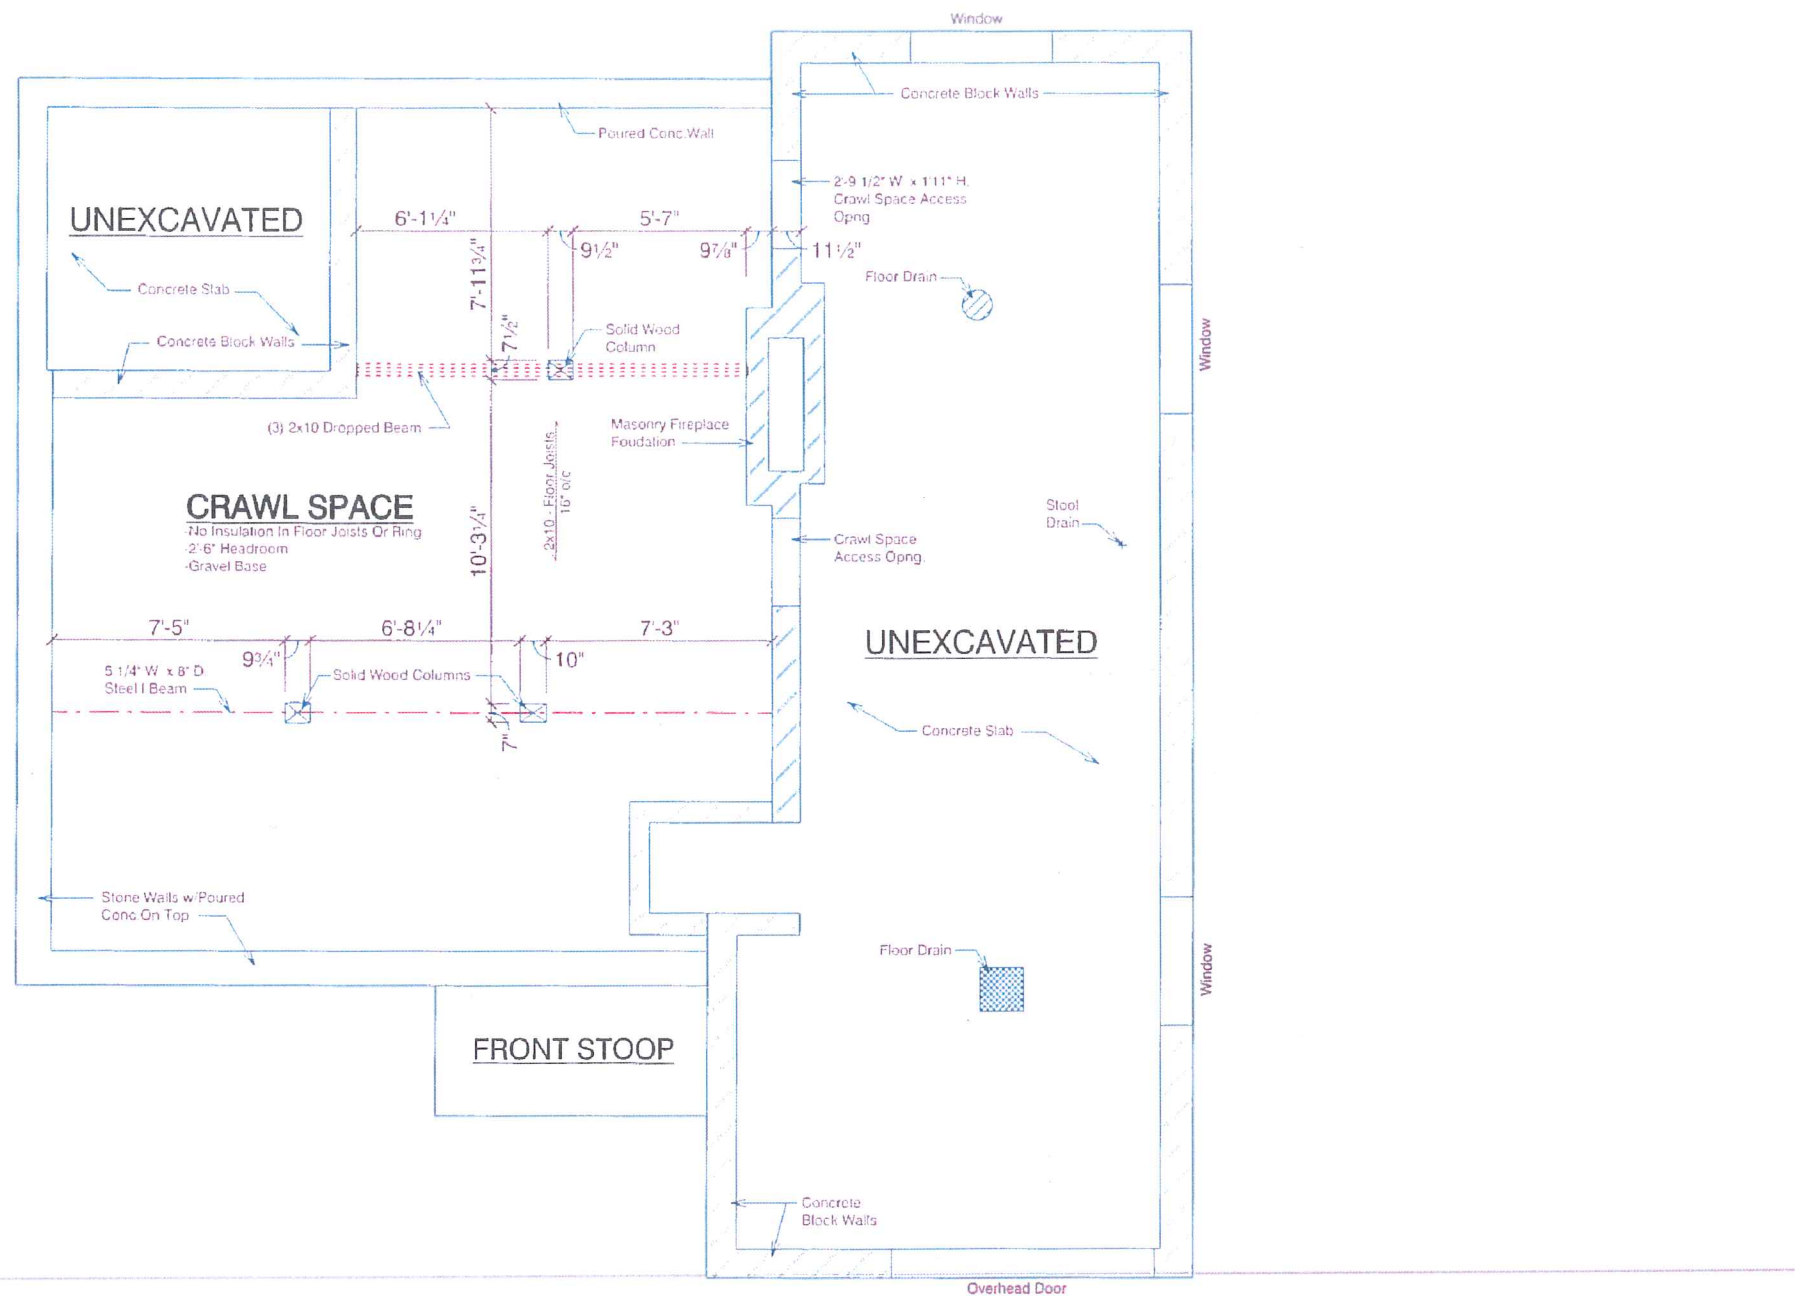 Window
Concrete Block Walls
Poured Conc.Wall
2'-9 1/2" W x 1'11" H.
Crawl Space Access
Opng
UNEXCAVATED
6'-1 1/4"
5'-7"
9 1/2"
9 7/8"
11 1/2"
7'-11 3/4"
Floor Drain
Concrete Slab
7 1/2"
Solid Wood
Column
Concrete Block Walls
Window
(3) 2x10 Dropped Beam
Masonry Fireplace
Foudation
2x10 - Floor Joists
16" o/c
CRAWL SPACE
-No Insulation In Floor Joists Or Ring
-2'-6" Headroom
-Gravel Base
10'-3 1/4"
Stool
Drain
Crawl Space
Access Opng.
7'-5"
6'-8 1/4"
7'-3"
UNEXCAVATED
9 3/4"
10"
5 1/4" W x 8" D
Steel I Beam
Solid Wood Columns
7"
Concrete Slab
Stone Walls w/Poured
Conc On Top
Floor Drain
Window
FRONT STOOP
Concrete
Block Walls
Overhead Door